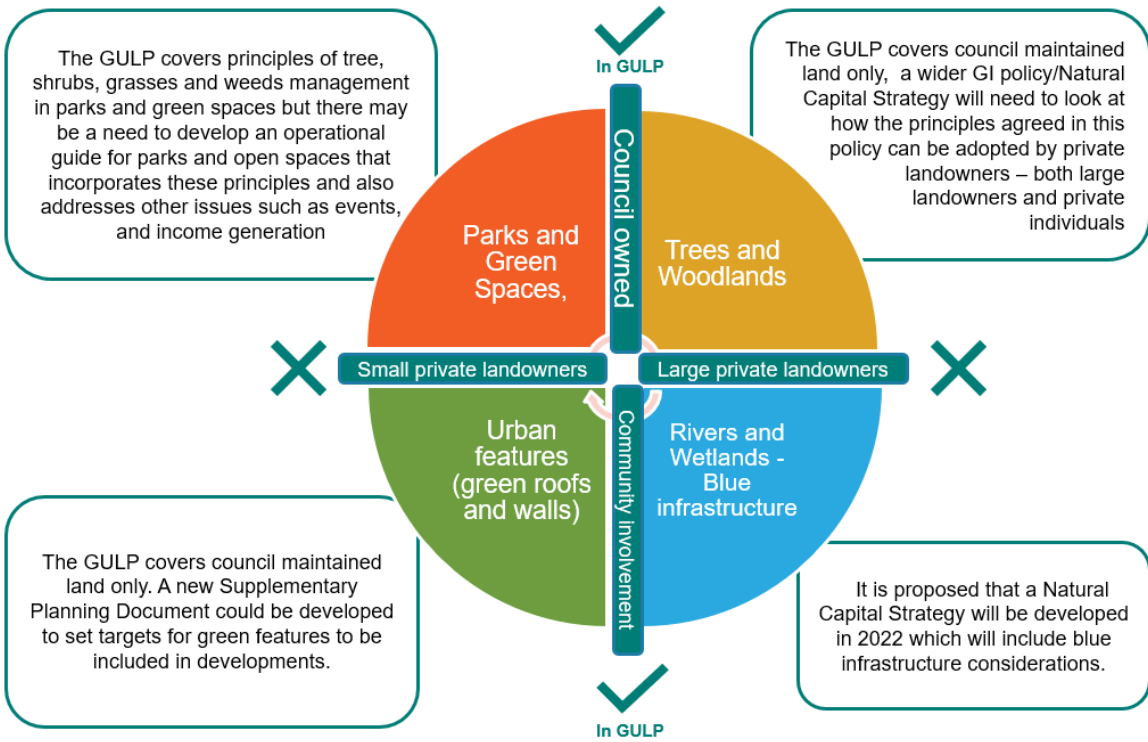 The GULP covers principles of tree,
shrubs, grasses and weeds management
in parks and green spaces but there may
be a need to develop an operational
guide for parks and open spaces that
incorporates these principles and also
addresses other issues such as events,
and income generation
In GULP
The GULP covers council maintained
land only,  a wider GI policy/Natural
Capital Strategy will need to look at
how the principles agreed in this
policy can be adopted by private
landowners – both large
landowners and private
individuals
Council owned
Parks and
Green
Spaces,
Trees and
Woodlands
Small private landowners
Large private landowners
Urban
features
(green roofs
and walls)
Community involvement
Rivers and
Wetlands -
Blue
infrastructure
The GULP covers council maintained
land only. A new Supplementary
Planning Document could be developed
to set targets for green features to be
included in developments.
It is proposed that a Natural
Capital Strategy will be developed
in 2022 which will include blue
infrastructure considerations.
In GULP